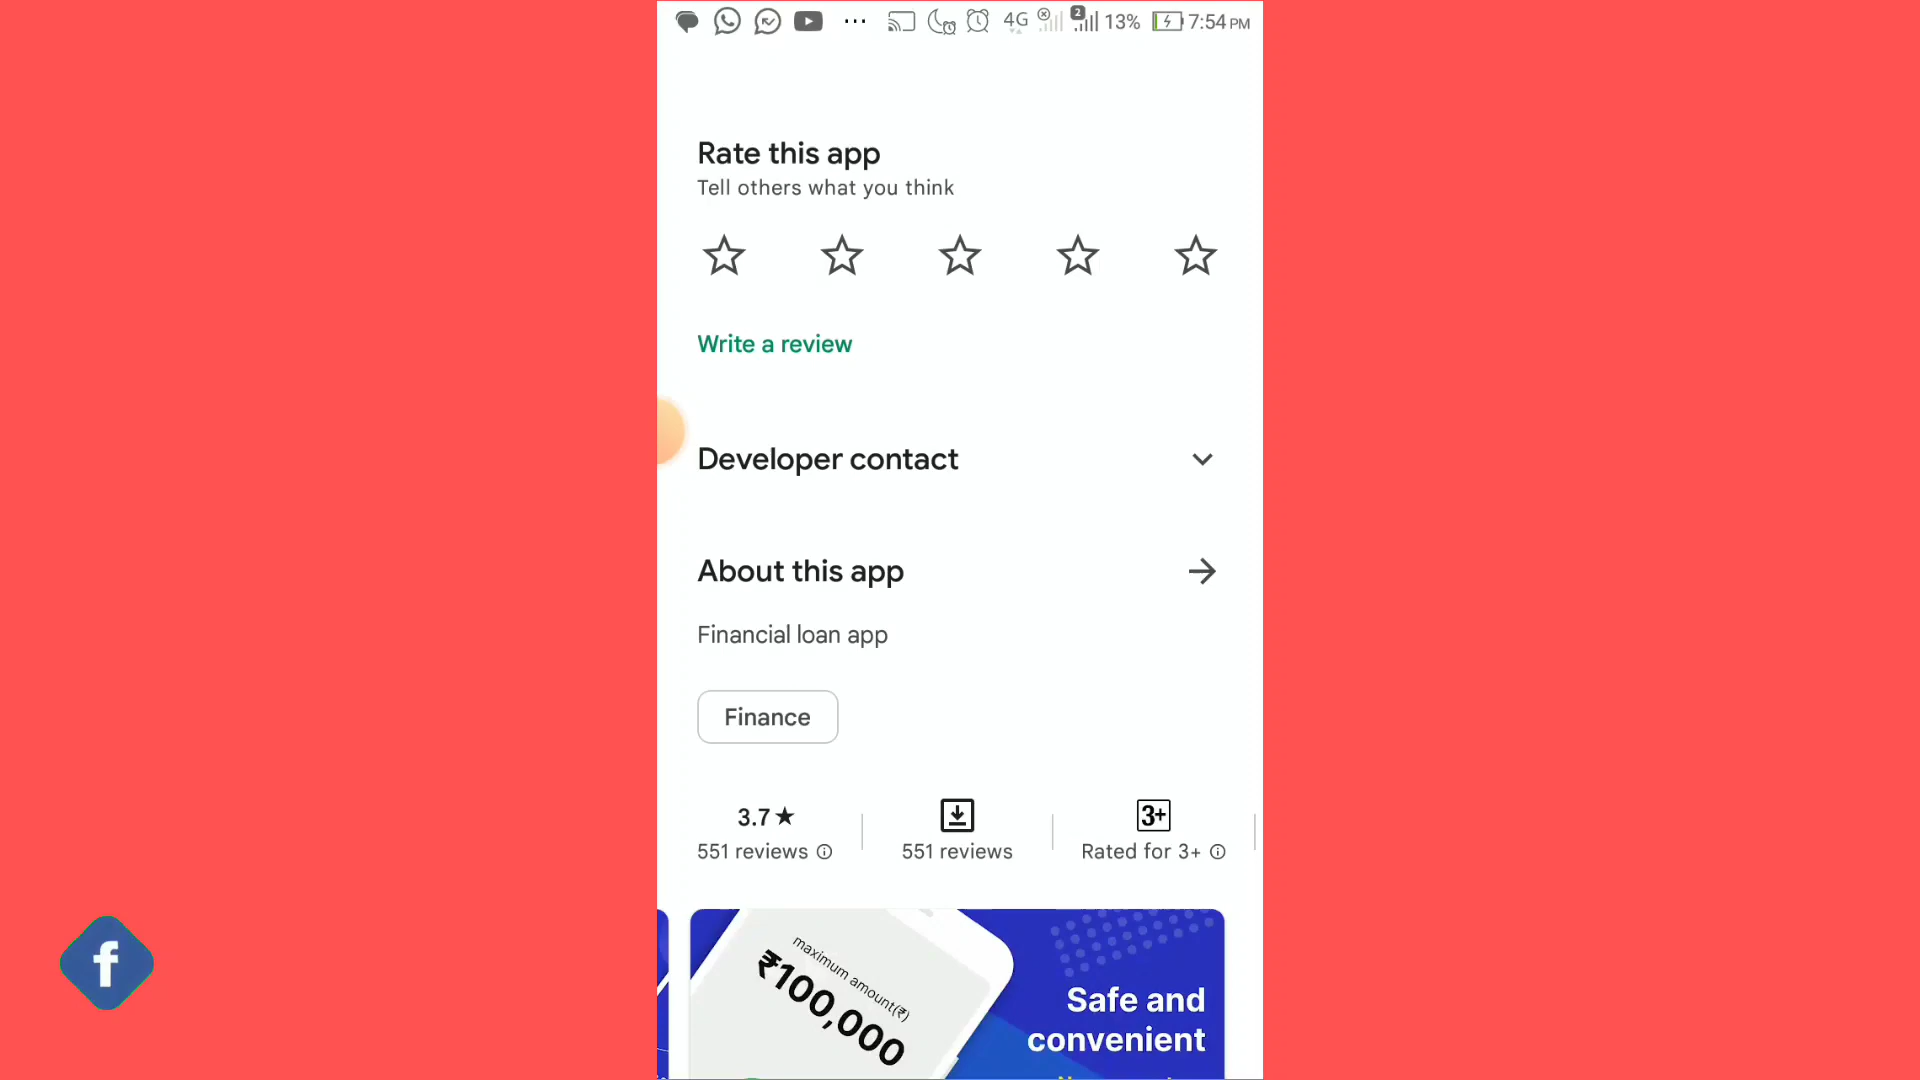 4G 2 13% 7:54 PM
Rate this app
Tell others what you think
Write a review
Developer contact
About this app
Financial loan app
Finance
3.7★
551 reviews
551 reviews
3+
Rated for 3+
maximum amount(₹)
₹100,000
Safe and
convenient
f